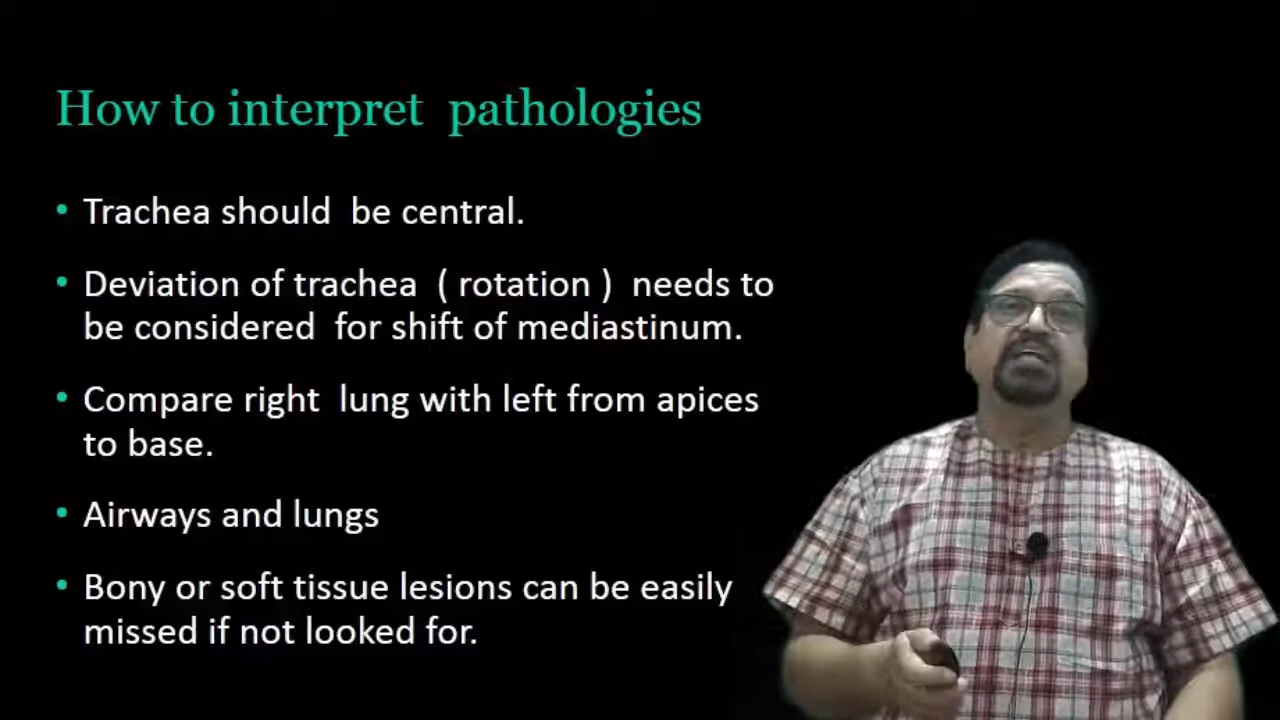 How to interpret pathologies
• Trachea should be central.
• Deviation of trachea ( rotation ) needs to
be considered for shift of mediastinum.
• Compare right lung with left from apices
to base.
• Airways and lungs
• Bony or soft tissue lesions can be easily
missed if not looked for.